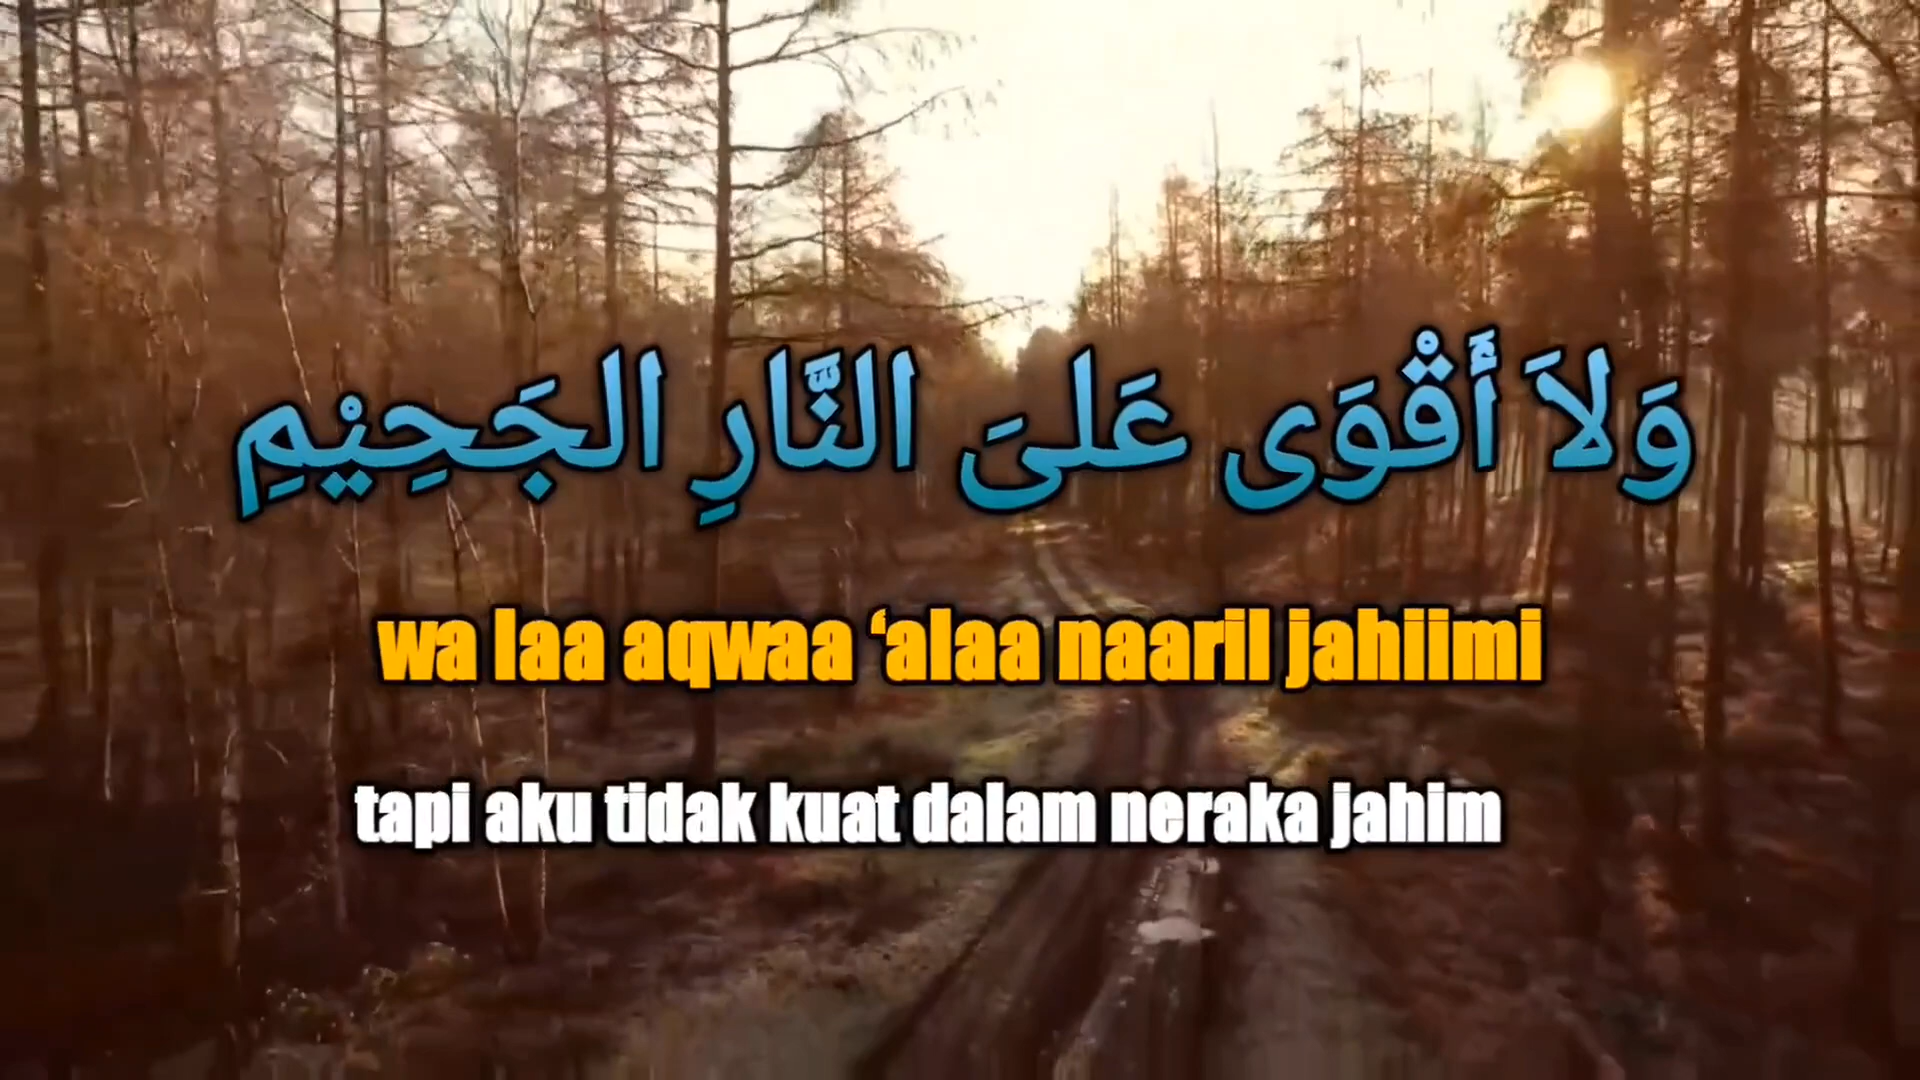 وَلاَ أَقْوَى عَلىَ النَّارِ الجَحِيْمِ
wa laa aqwaa ‘alaa naaril jahiimi
tapi aku tidak kuat dalam neraka jahim